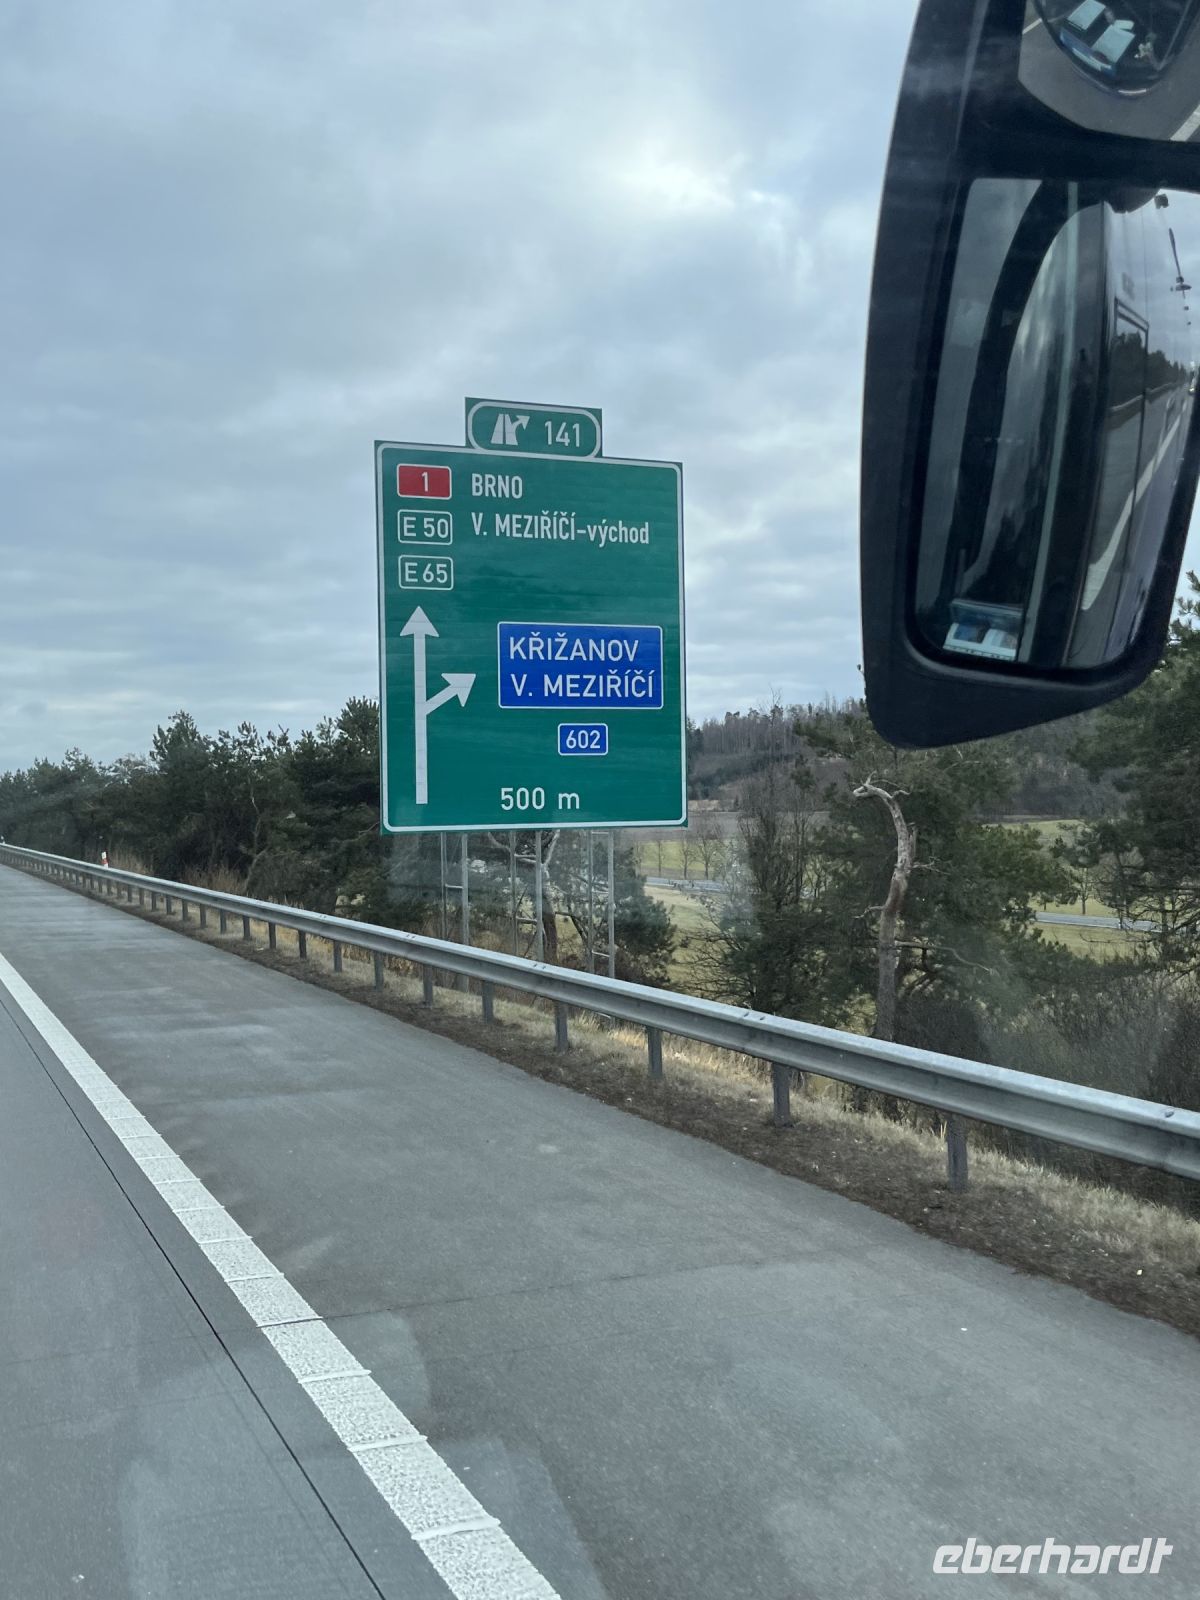 141
1 BRNO
E 50 V. MEZIŘÍČÍ-východ
E 65
KŘIŽANOV
V. MEZIŘÍČÍ
602
500 m
eberhardt